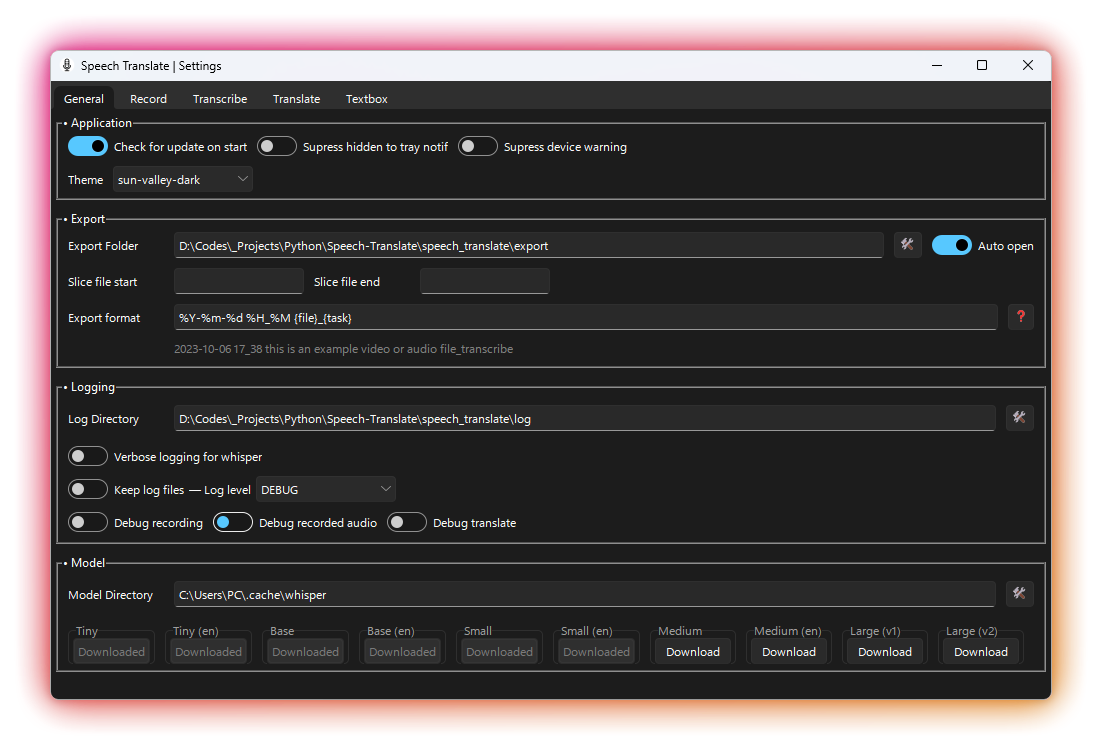 Speech Translate | Settings
General Record Transcribe Translate Textbox
• Application
Check for update on start Supress hidden to tray notif Supress device warning
Theme sun-valley-dark
• Export
Export Folder D:\Codes\_Projects\Python\Speech-Translate\speech_translate\export Auto open
Slice file start Slice file end
Export format %Y-%m-%d %H_%M {file}_{task} ?
2023-10-06 17_38 this is an example video or audio file_transcribe
• Logging
Log Directory D:\Codes\_Projects\Python\Speech-Translate\speech_translate\log
Verbose logging for whisper
Keep log files — Log level DEBUG
Debug recording Debug recorded audio Debug translate
• Model
Model Directory C:\Users\PC\.cache\whisper
Tiny Tiny (en) Base Base (en) Small Small (en) Medium Medium (en) Large (v1) Large (v2)
Downloaded Downloaded Downloaded Downloaded Downloaded Downloaded Download Download Download Download